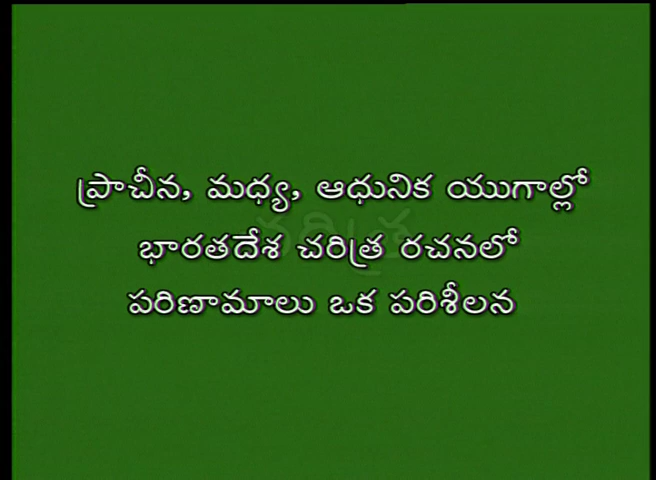 ప్రాచీన, మధ్య, ఆధునిక యుగాల్లో
భారతదేశ చరిత్ర రచనలో
పరిణామాలు ఒక పరిశీలన